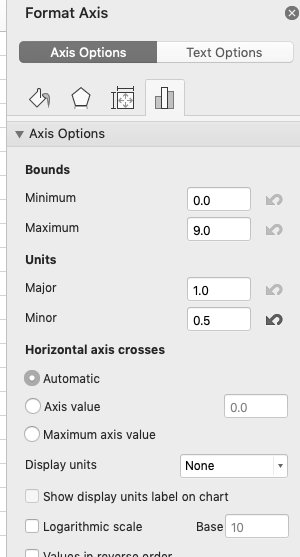 Format Axis
Axis Options
Text Options
Axis Options
Bounds
Minimum 0.0
Maximum 9.0
Units
Major 1.0
Minor 0.5
Horizontal axis crosses
Automatic
Axis value 0.0
Maximum axis value
Display units None
Show display units label on chart
Logarithmic scale Base 10
Values in reverse order